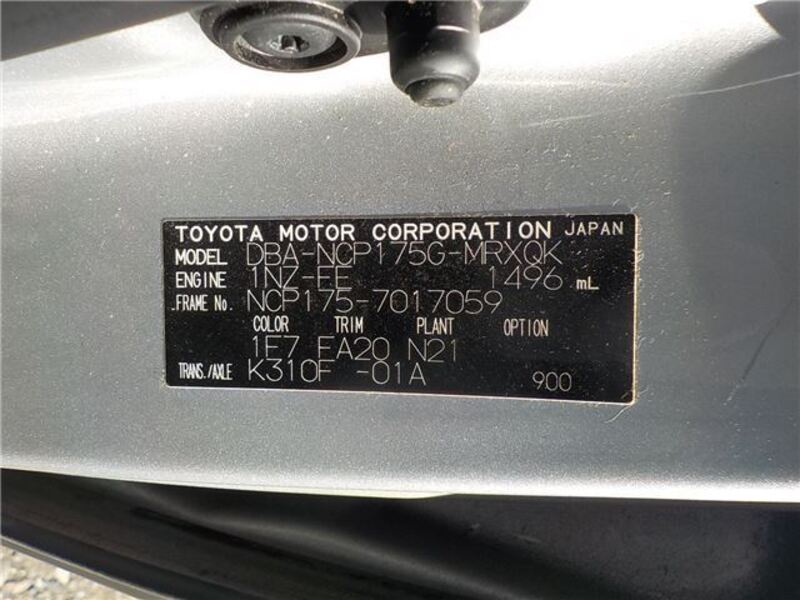 TOYOTA MOTOR CORPORATION JAPAN
MODEL DBA-NCP175G-MRXQK
ENGINE 1NZ-FE 1496 mL
FRAME No. NCP175-7017059
COLOR TRIM PLANT OPTION
1F7 FA20 N21
TRANS./AXLE K310F -01A 900